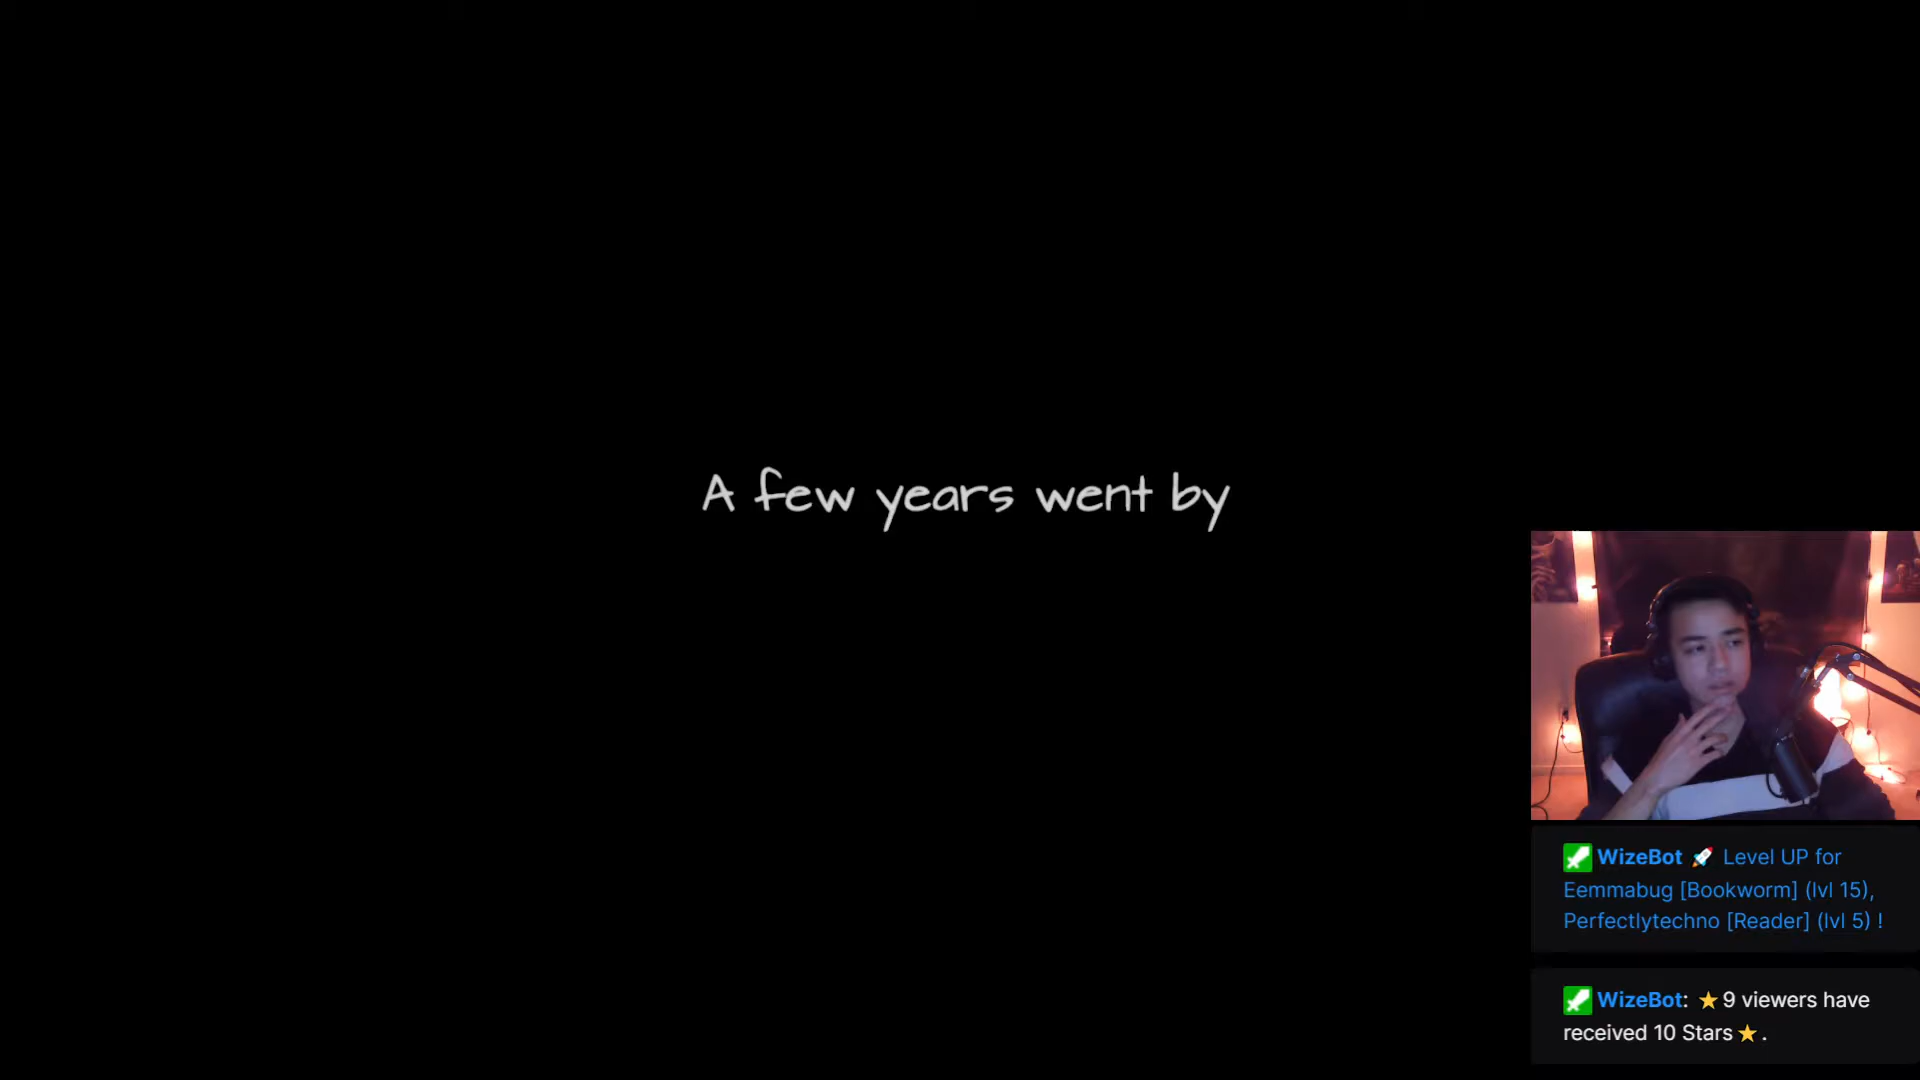 A few years went by
WizeBot 🚀 Level UP for
Eemmabug [Bookworm] (lvl 15),
Perfectlytechno [Reader] (lvl 5) !
WizeBot: ⭐9 viewers have
received 10 Stars⭐.